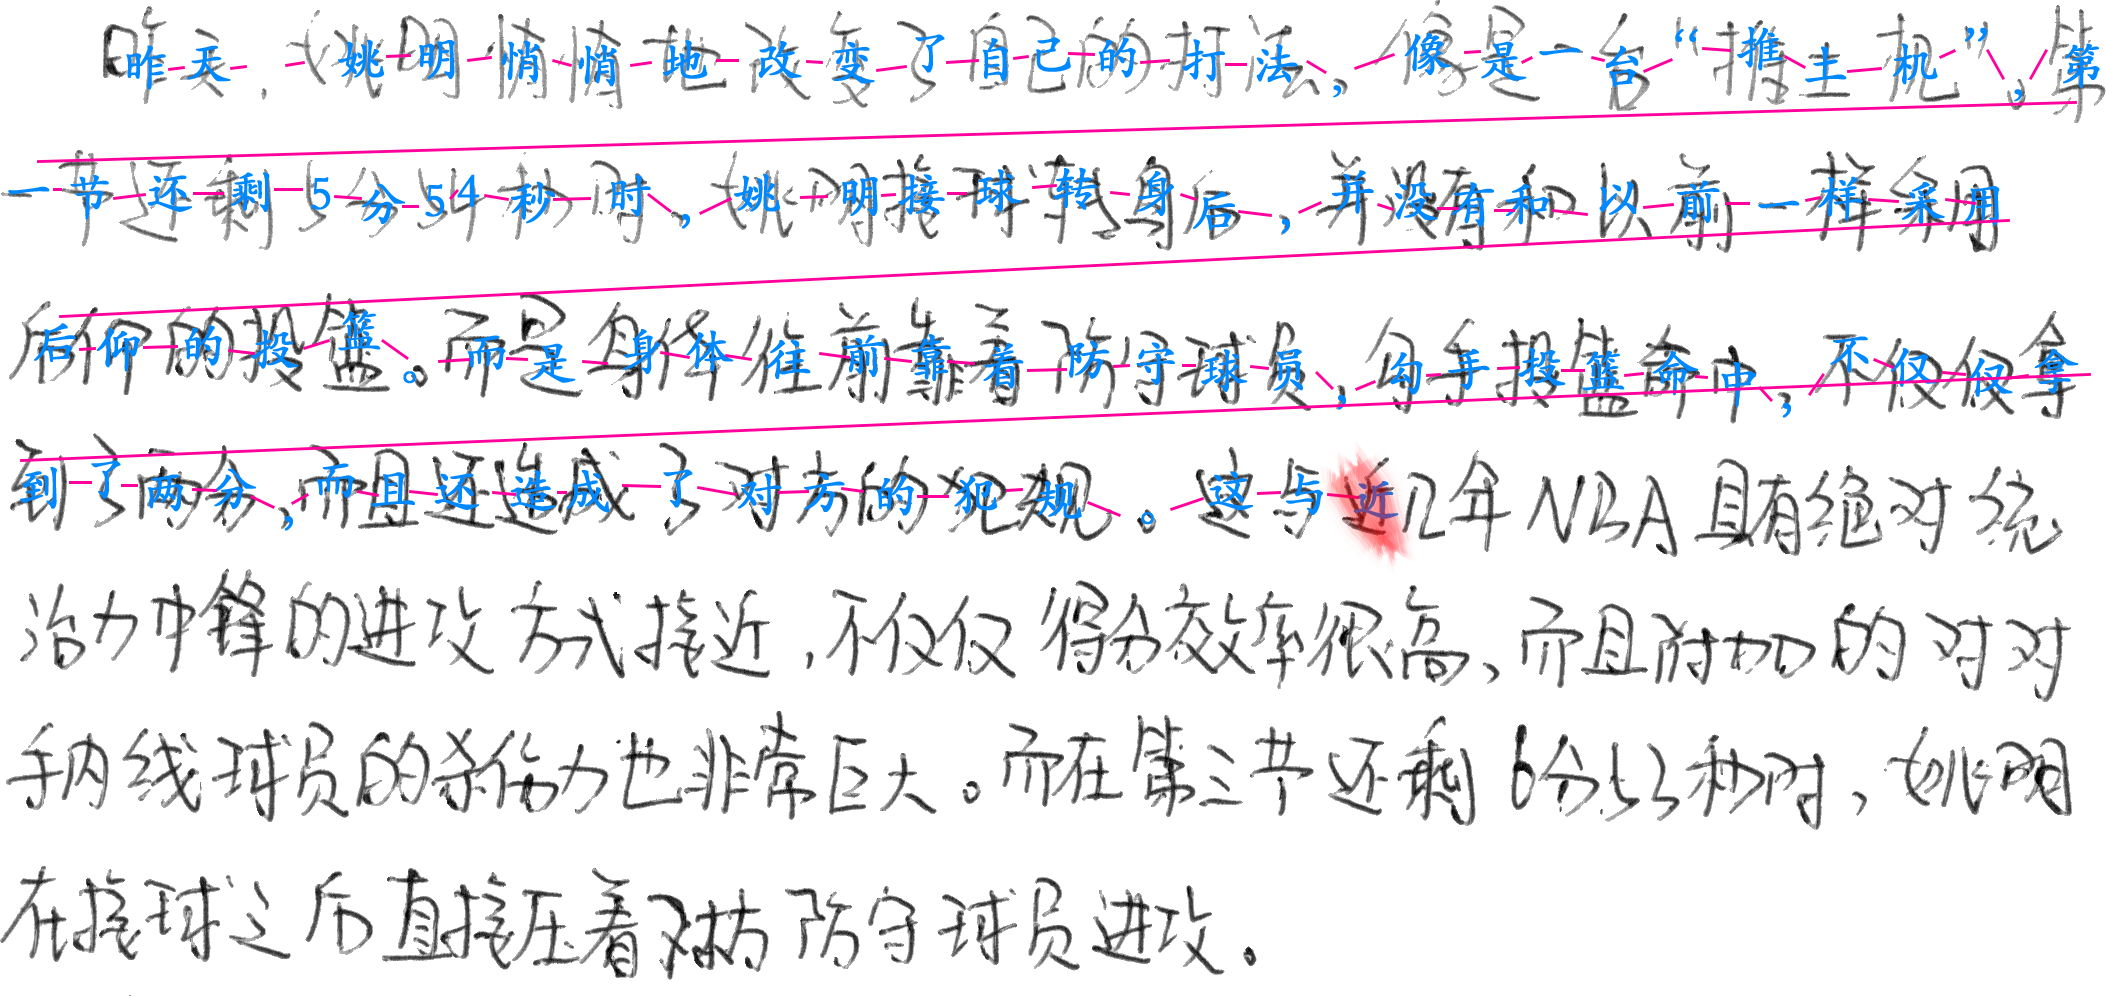 昨天,姚明悄悄地改变了自己的打法,像是一台“推土机”,第
一节还剩5分54秒时,姚明接球转身后,并没有和以前一样采用
后仰的投篮。而是身体往前靠着防守球员,勾手投篮命中,不仅仅拿
到了两分,而且还造成了对方的犯规。这与近几年NBA具有绝对统
治力中锋的进攻方式接近,不仅仅得分效率很高,而且附加的对对
手内线球员的杀伤力也非常巨大。而在第三节还剩6分53秒时,姚明
在接球之后直接压着对方防守球员进攻。